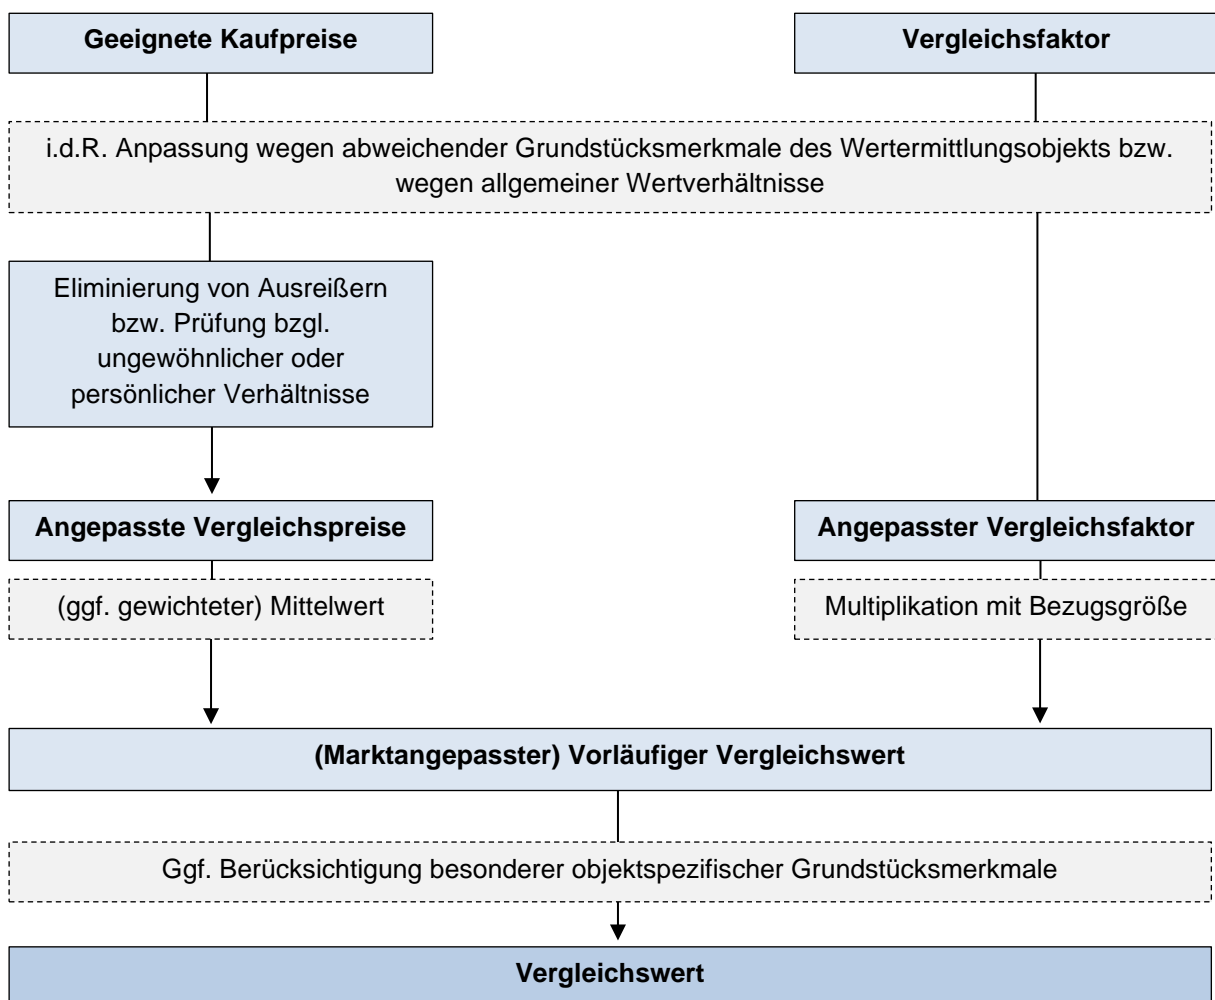 Geeignete Kaufpreise
Vergleichsfaktor
i.d.R. Anpassung wegen abweichender Grundstücksmerkmale des Wertermittlungsobjekts bzw.
wegen allgemeiner Wertverhältnisse
Eliminierung von Ausreißern
bzw. Prüfung bzgl.
ungewöhnlicher oder
persönlicher Verhältnisse
Angepasste Vergleichspreise
Angepasster Vergleichsfaktor
(ggf. gewichteter) Mittelwert
Multiplikation mit Bezugsgröße
(Marktangepasster) Vorläufiger Vergleichswert
Ggf. Berücksichtigung besonderer objektspezifischer Grundstücksmerkmale
Vergleichswert